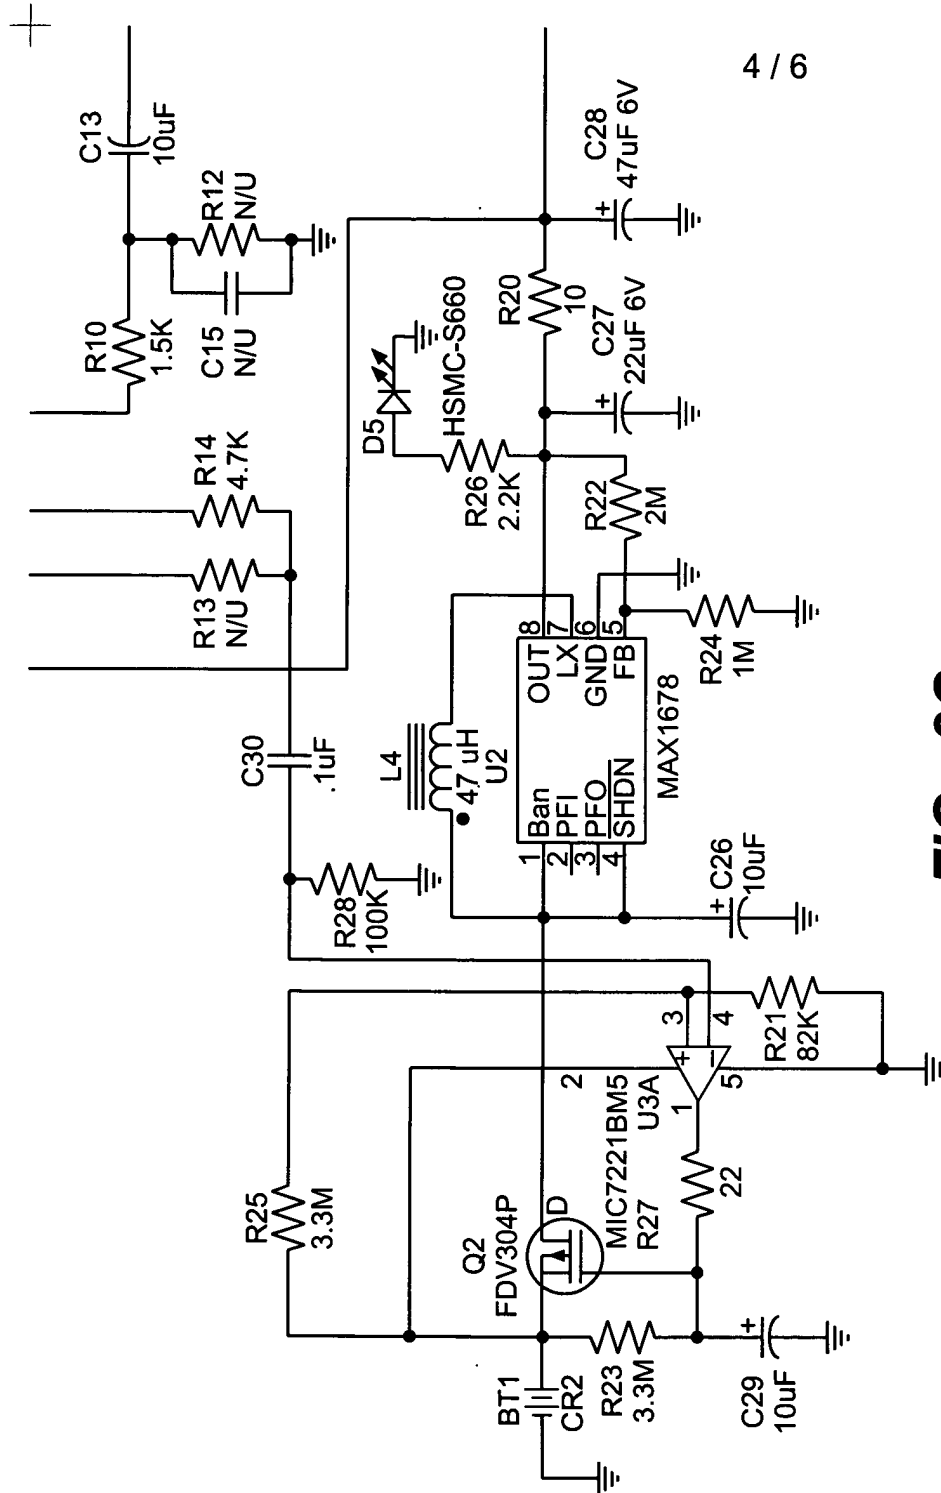 4 / 6
C13
10uF
R12
N/U
R10
1.5K
C15
N/U
R14
4.7K
R13
N/U
C30
.1uF
R28
100K
R25
3.3M
D5
HSMC-S660
R26
2.2K
R20
10
C28
47uF 6V
C27
22uF 6V
R22
2M
R24
1M
L4
47 uH
U2
OUT
LX
GND
FB
8
7
6
5
Ban
PFI
PFO
SHDN
1
2
3
4
MAX1678
C26
10uF
Q2
FDV304P
D
MIC7221BM5
U3A
+
–
1
2
3
4
5
R21
82K
R27
22
BT1
CR2
R23
3.3M
C29
10uF
+
+
+
+